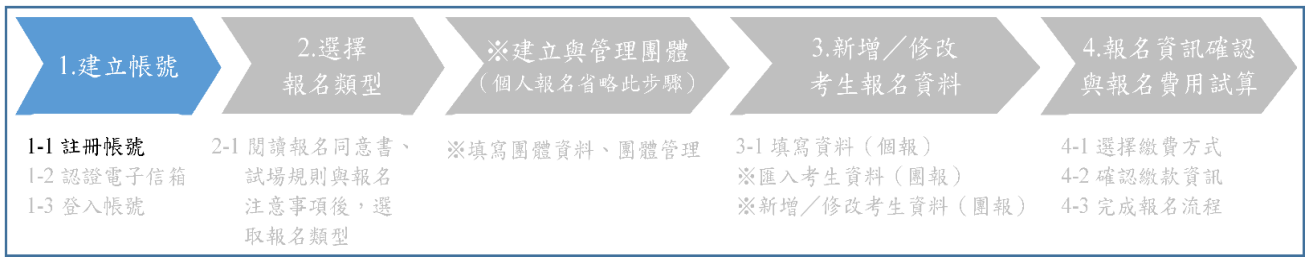 1.建立帳號
2.選擇
報名類型
※建立與管理團體
（個人報名省略此步驟）
3.新增／修改
考生報名資料
4.報名資訊確認
與報名費用試算
1-1 註冊帳號
1-2 認證電子信箱
1-3 登入帳號
2-1 閱讀報名同意書、
試場規則與報名
注意事項後，選
取報名類型
※填寫團體資料、團體管理
3-1 填寫資料（個報）
※匯入考生資料（團報）
※新增／修改考生資料（團報）
4-1 選擇繳費方式
4-2 確認繳款資訊
4-3 完成報名流程